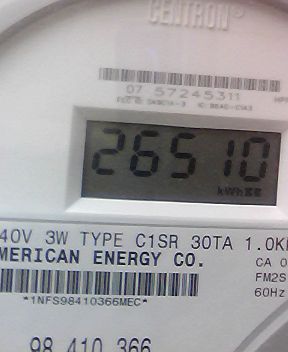 CENTRON®
07 57245311
26510
kWh
40V 3W TYPE C1SR 30TA 1.0K
MERICAN ENERGY CO.
CA 0
FM2S
60Hz
*1NFS98410366MEC*
98 410 366